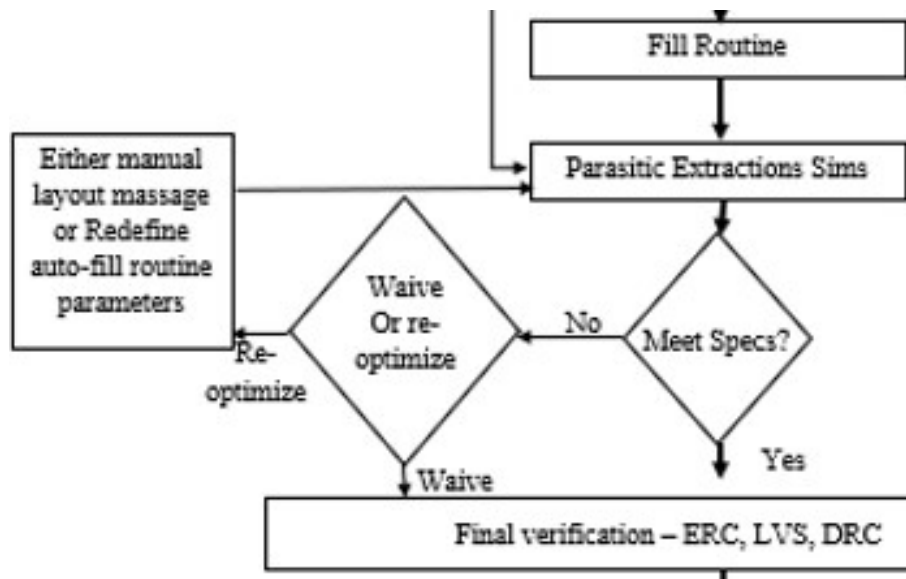 Fill Routine
Parasitic Extractions Sims
Either manual
layout massage
or Redefine
auto-fill routine
parameters
Waive
Or re-
optimize
No
Meet Specs?
Re-
optimize
Yes
Waive
Final verification – ERC, LVS, DRC